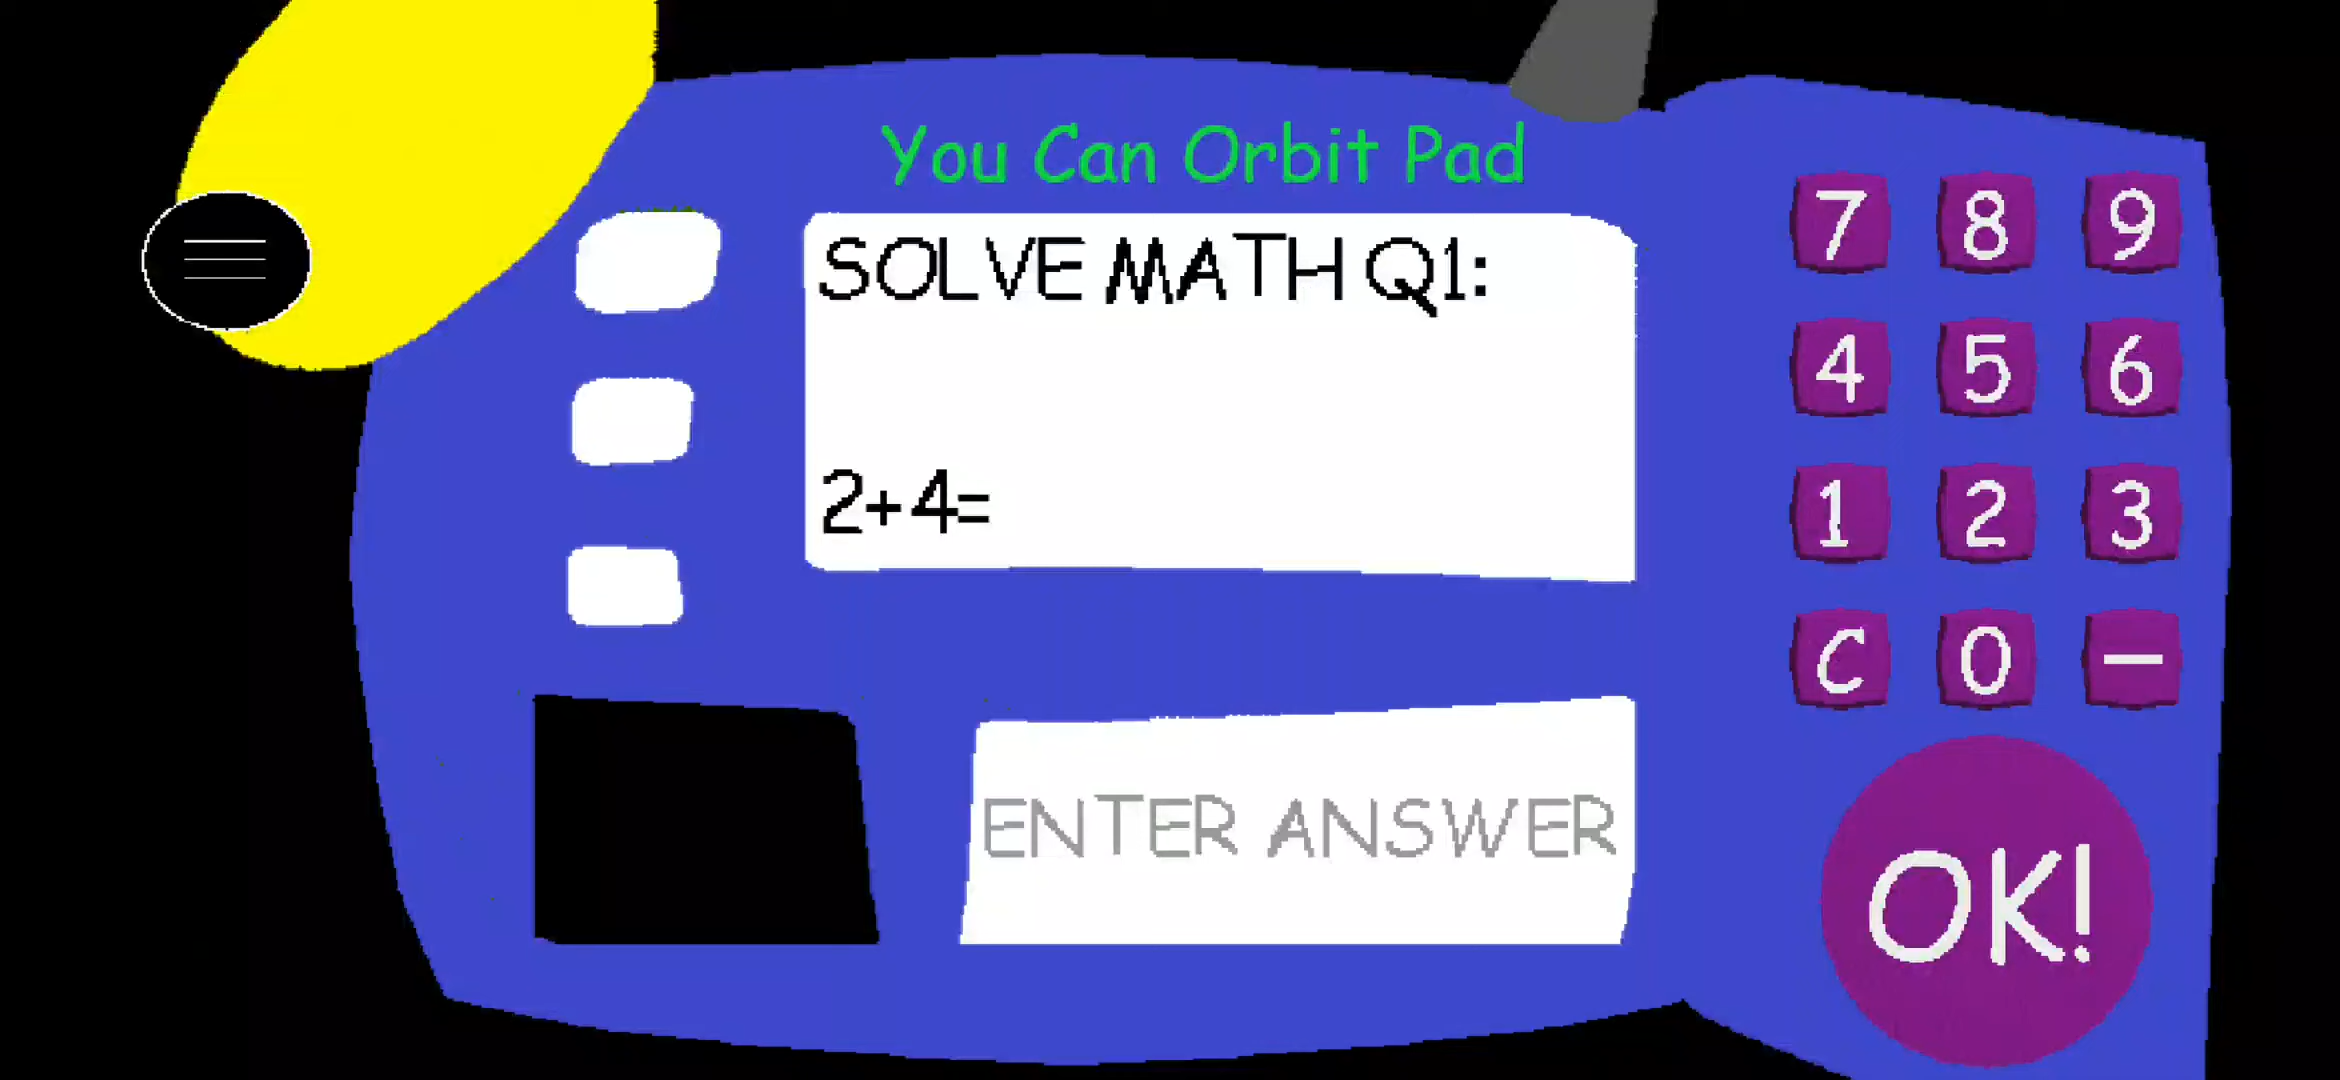 You Can Orbit Pad
SOLVE MATH Q1:
2+4=
ENTER ANSWER
7 8 9
4 5 6
1 2 3
C 0 —
OK!